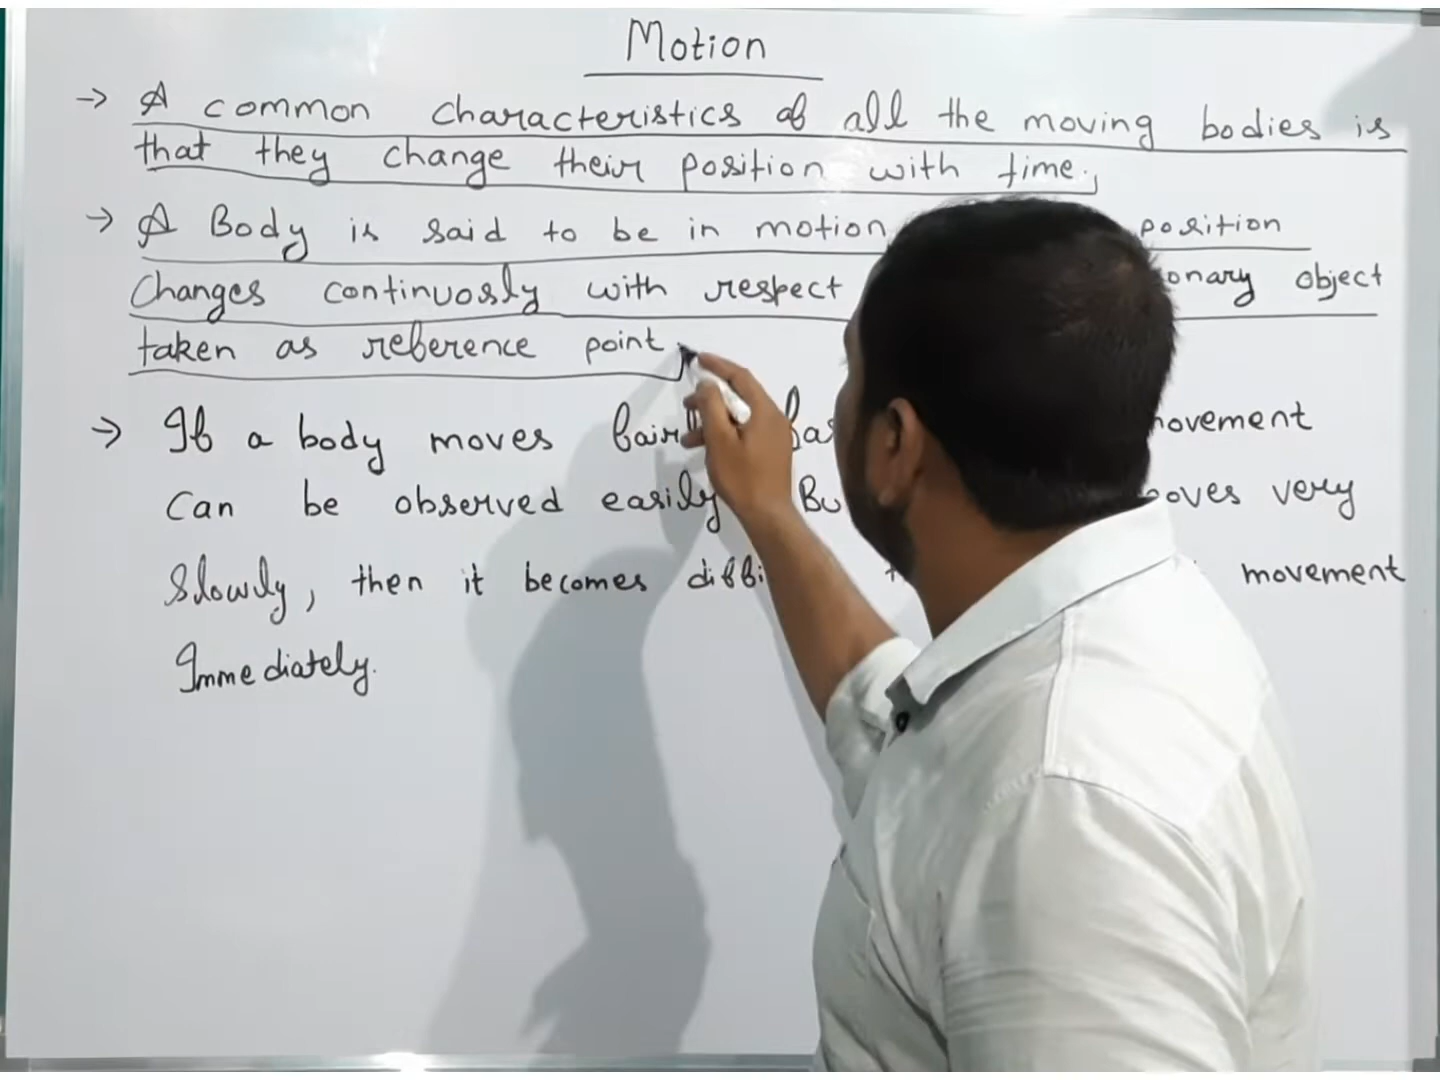 Motion
→ A common characteristics of all the moving bodies is
that they change their position with time.
→ A Body is said to be in motion position
Changes continuosly with respect object
taken as reference point.
→ If a body moves movement
Can be observed easily
very
Slowly, then it becomes movement
Immediately.